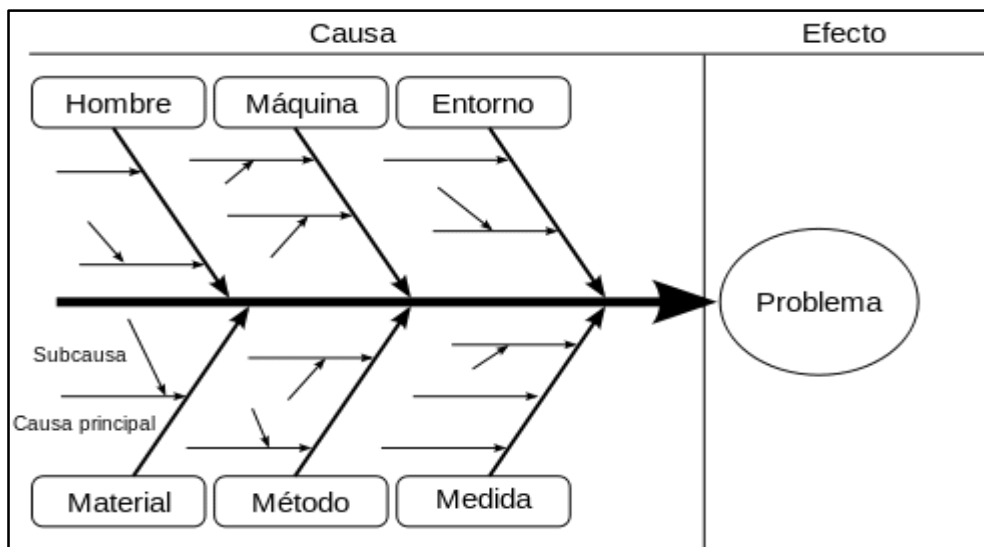 Causa
Efecto
Hombre
Máquina
Entorno
Problema
Subcausa
Causa principal
Material
Método
Medida